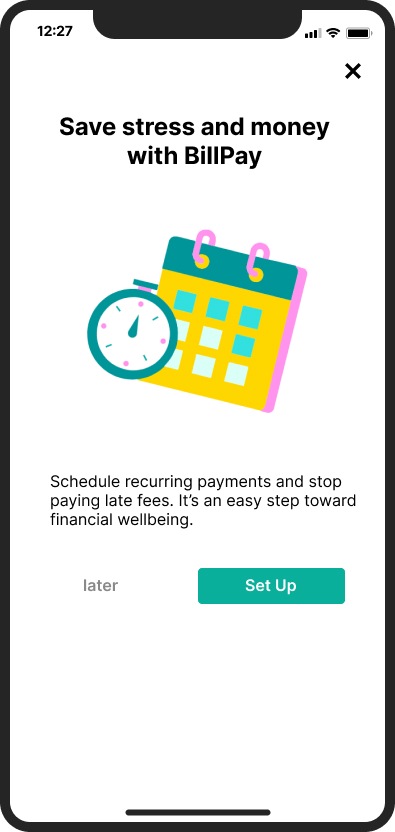 12:27
Save stress and money
with BillPay
Schedule recurring payments and stop
paying late fees. It’s an easy step toward
financial wellbeing.
later
Set Up